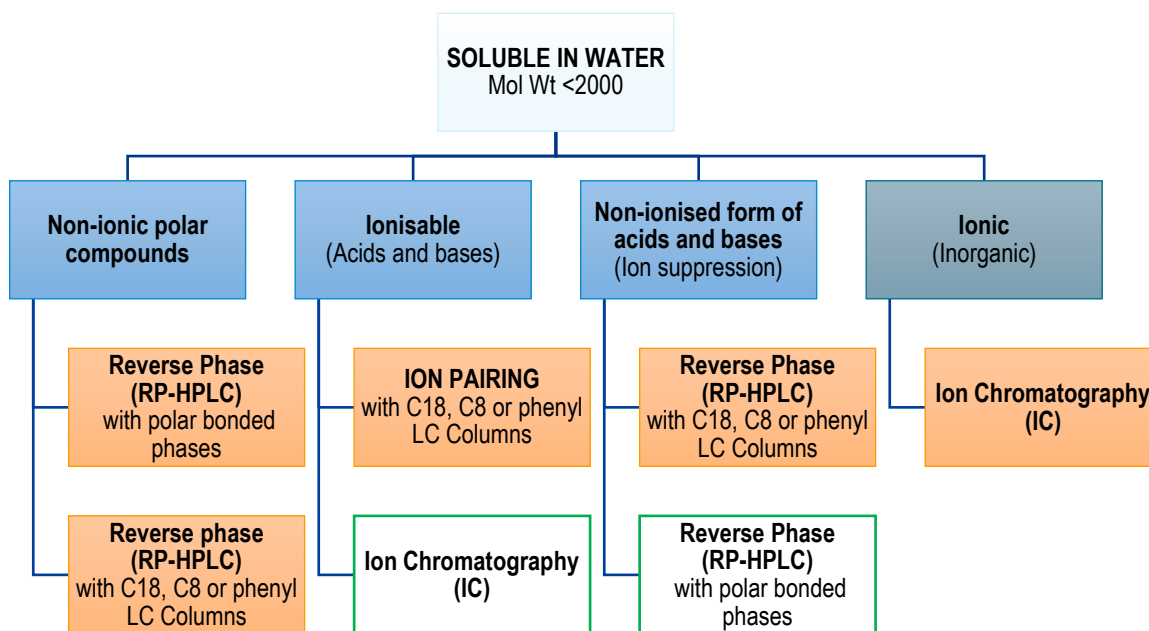 SOLUBLE IN WATER
Mol Wt <2000
Non-ionic polar
compounds
Ionisable
(Acids and bases)
Non-ionised form of
acids and bases
(Ion suppression)
Ionic
(Inorganic)
Reverse Phase
(RP-HPLC)
with polar bonded
phases
ION PAIRING
with C18, C8 or phenyl
LC Columns
Reverse Phase
(RP-HPLC)
with C18, C8 or phenyl
LC Columns
Ion Chromatography
(IC)
Reverse phase
(RP-HPLC)
with C18, C8 or phenyl
LC Columns
Ion Chromatography
(IC)
Reverse Phase
(RP-HPLC)
with polar bonded
phases